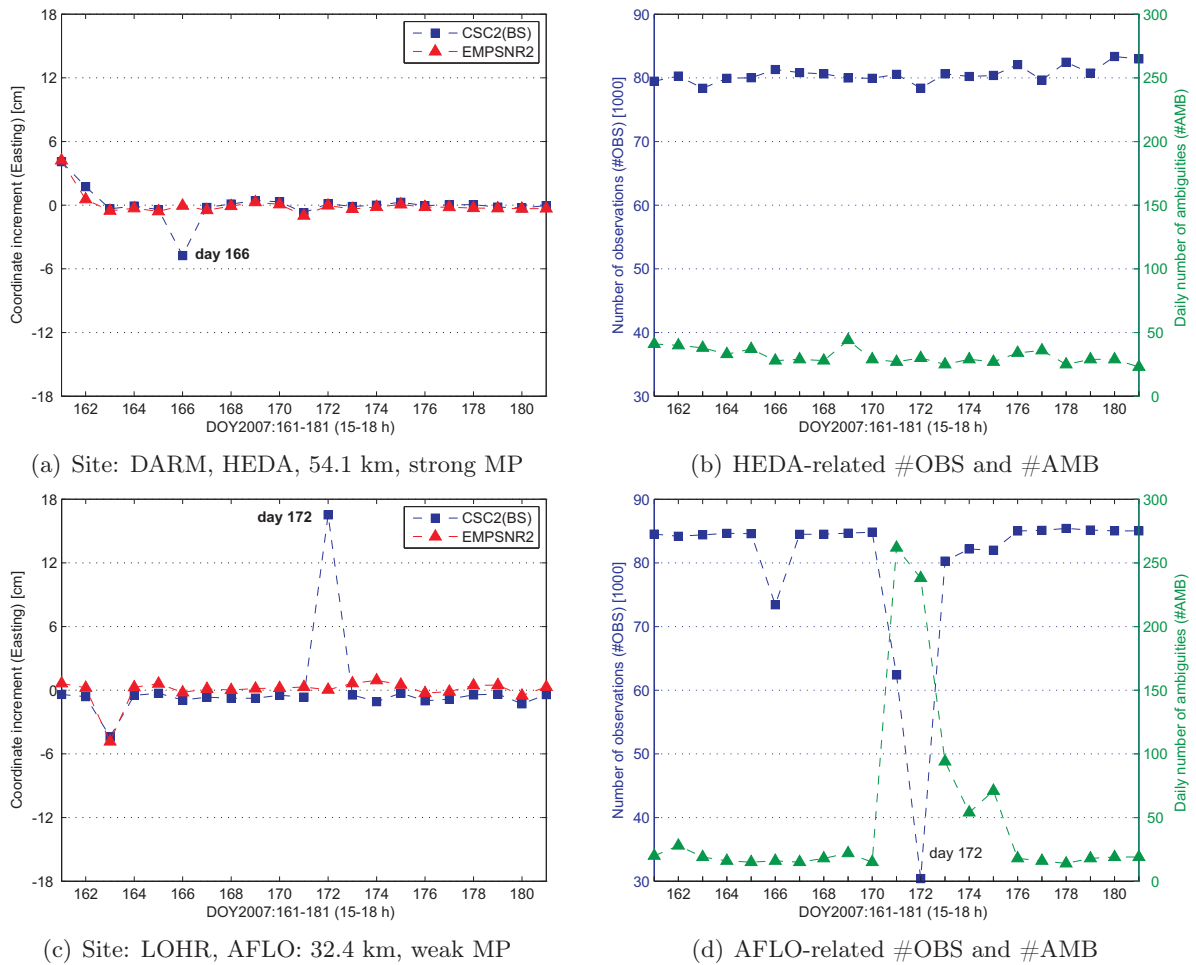 18
12
6
0
-6
-12
-18
Coordinate increment (Easting) [cm]
CSC2(BS)
EMPSNR2
day 166
162 164 166 168 170 172 174 176 178 180
DOY2007:161-181 (15-18 h)
(a) Site: DARM, HEDA, 54.1 km, strong MP
90
80
70
60
50
40
30
Number of observations (#OBS) [1000]
300
250
200
150
100
50
0
Daily number of ambiguities (#AMB)
162 164 166 168 170 172 174 176 178 180
DOY2007:161-181 (15-18 h)
(b) HEDA-related #OBS and #AMB
18
12
6
0
-6
-12
-18
Coordinate increment (Easting) [cm]
day 172
CSC2(BS)
EMPSNR2
162 164 166 168 170 172 174 176 178 180
DOY2007:161-181 (15-18 h)
(c) Site: LOHR, AFLO: 32.4 km, weak MP
90
80
70
60
50
40
30
Number of observations (#OBS) [1000]
300
250
200
150
100
50
0
Daily number of ambiguities (#AMB)
day 172
162 164 166 168 170 172 174 176 178 180
DOY2007:161-181 (15-18 h)
(d) AFLO-related #OBS and #AMB